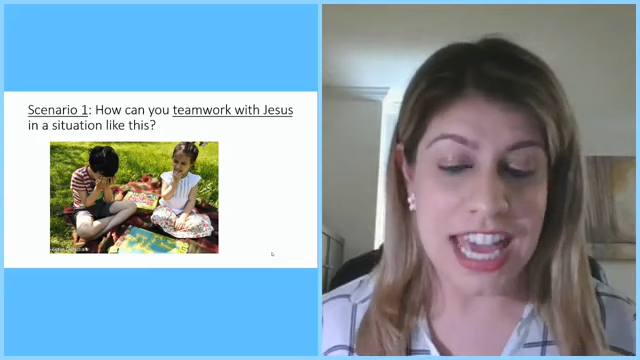 Scenario 1: How can you teamwork with Jesus
in a situation like this?